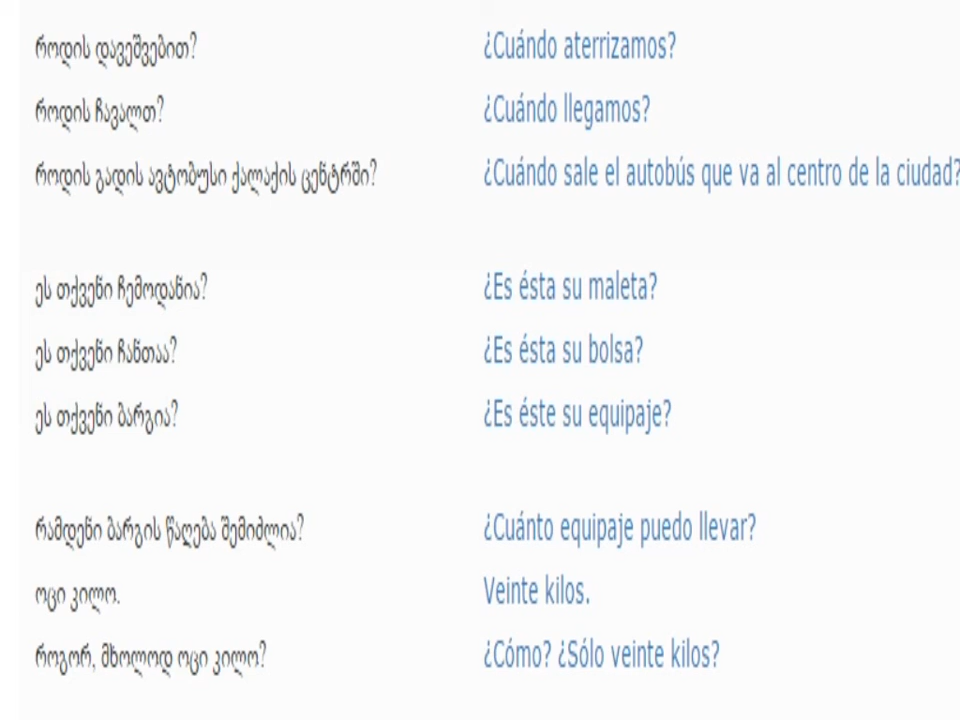 როდის დავეშვებით? ¿Cuándo aterrizamos?
როდის ჩავალთ? ¿Cuándo llegamos?
როდის გადის ავტობუსი ქალაქის ცენტრში? ¿Cuándo sale el autobús que va al centro de la ciudad?
ეს თქვენი ჩემოდანია? ¿Es ésta su maleta?
ეს თქვენი ჩანთაა? ¿Es ésta su bolsa?
ეს თქვენი ბარგია? ¿Es éste su equipaje?
რამდენი ბარგის წაღება შემიძლია? ¿Cuánto equipaje puedo llevar?
ოცი კილო. Veinte kilos.
როგორ, მხოლოდ ოცი კილო? ¿Cómo? ¿Sólo veinte kilos?